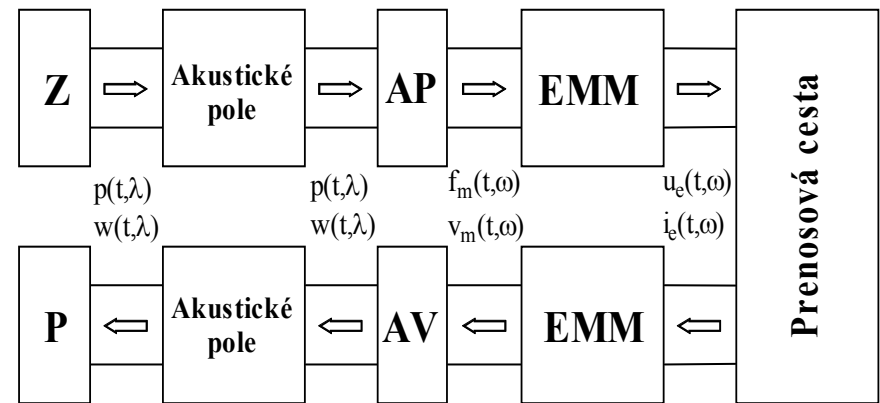 Z
Akustické
pole
AP
EMM
Prenosová cesta
p(t,λ)
w(t,λ)
p(t,λ)
w(t,λ)
fₘ(t,ω)
vₘ(t,ω)
uₑ(t,ω)
iₑ(t,ω)
P
Akustické
pole
AV
EMM